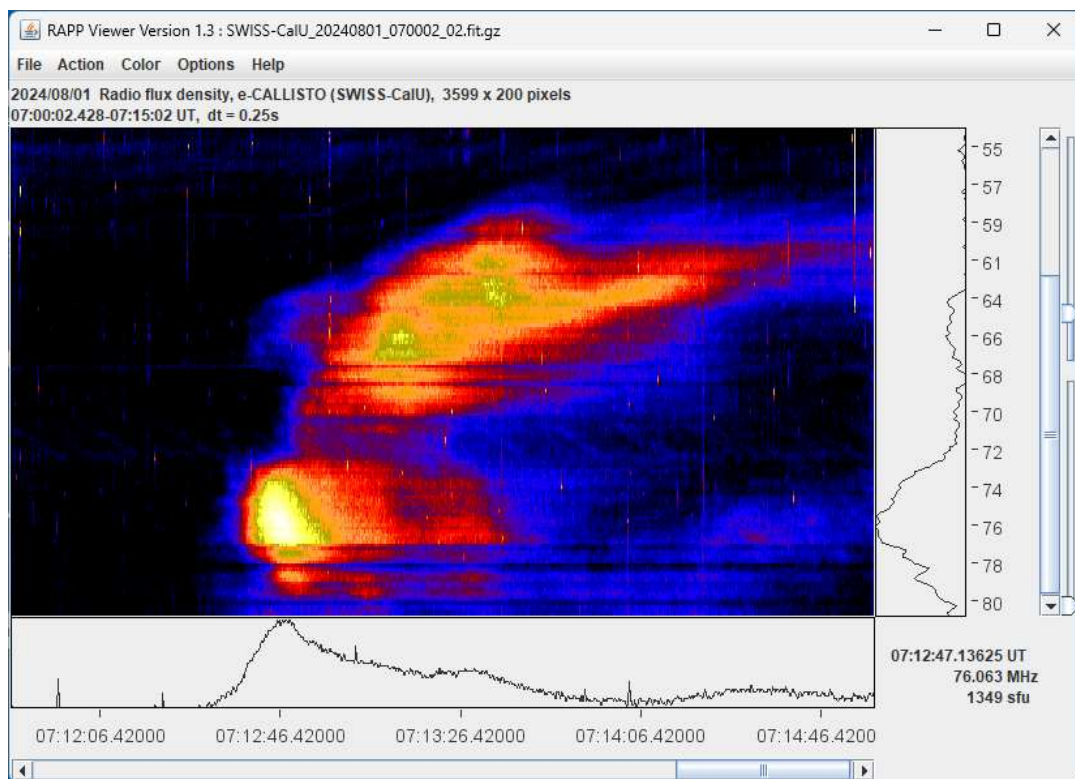 RAPP Viewer Version 1.3 : SWISS-CalU_20240801_070002_02.fit.gz
File Action Color Options Help
2024/08/01 Radio flux density, e-CALLISTO (SWISS-CalU), 3599 x 200 pixels
07:00:02.428-07:15:02 UT, dt = 0.25s
55
57
59
61
64
66
68
70
72
74
76
78
80
07:12:47.13625 UT
76.063 MHz
1349 sfu
07:12:06.42000 07:12:46.42000 07:13:26.42000 07:14:06.42000 07:14:46.4200